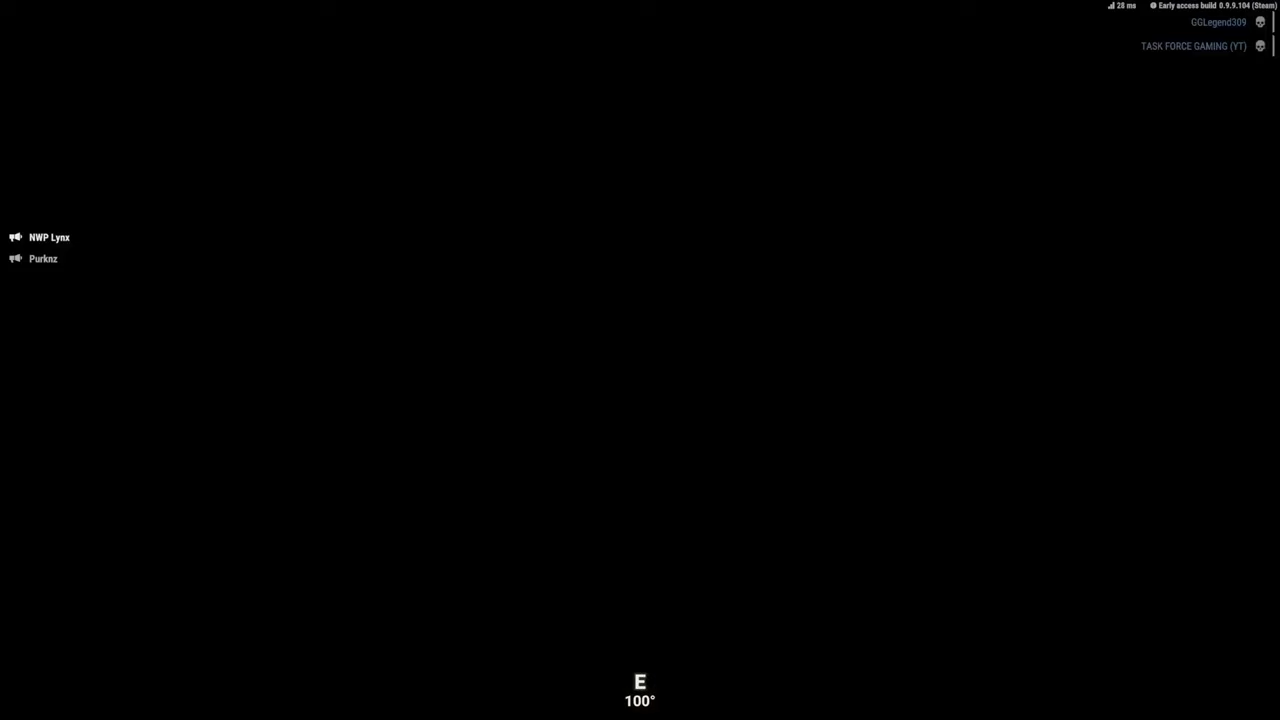 28 ms Early access build 0.9.9.104 (Steam)
GGLegend309
TASK FORCE GAMING (YT)
NWP Lynx
Purknz
E
100°